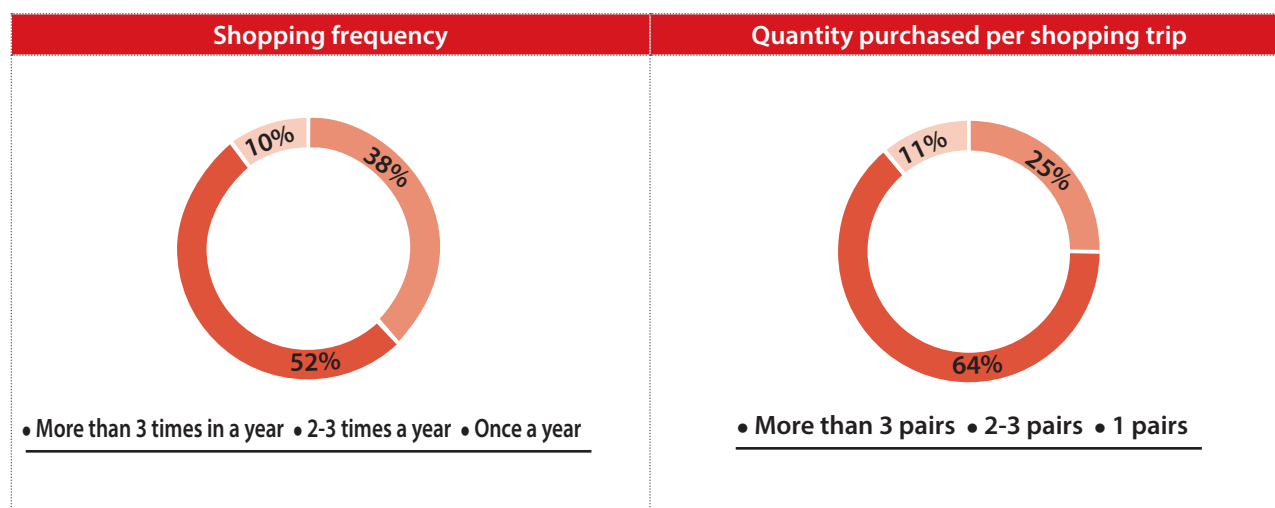 Shopping frequency
Quantity purchased per shopping trip
10%
38%
52%
• More than 3 times in a year • 2-3 times a year • Once a year
11%
25%
64%
• More than 3 pairs • 2-3 pairs • 1 pairs